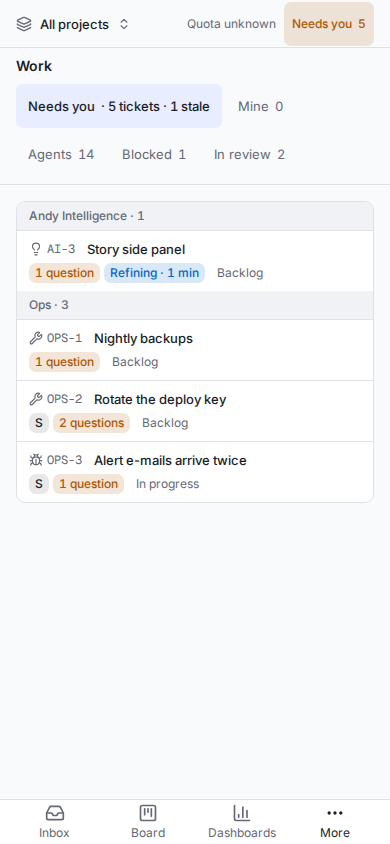 All projects Quota unknown Needs you 5
Work
Needs you · 5 tickets · 1 stale Mine 0
Agents 14 Blocked 1 In review 2
Andy Intelligence · 1
AI-3 Story side panel
1 question Refining · 1 min Backlog
Ops · 3
OPS-1 Nightly backups
1 question Backlog
OPS-2 Rotate the deploy key
S 2 questions Backlog
OPS-3 Alert e-mails arrive twice
S 1 question In progress
Inbox Board Dashboards More